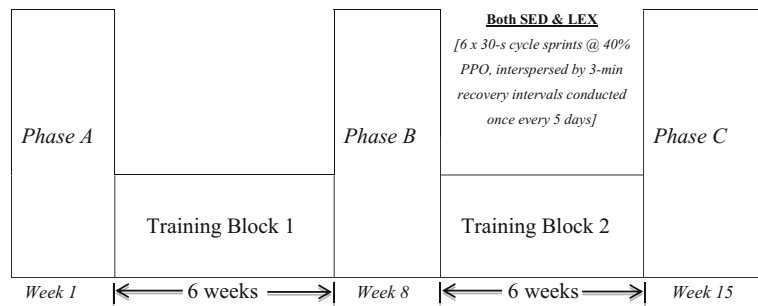 Both SED & LEX
[6 x 30-s cycle sprints @ 40%
PPO, interspersed by 3-min
recovery intervals conducted
once every 5 days]
Phase A
Phase B
Phase C
Training Block 1
Training Block 2
Week 1
6 weeks
Week 8
6 weeks
Week 15